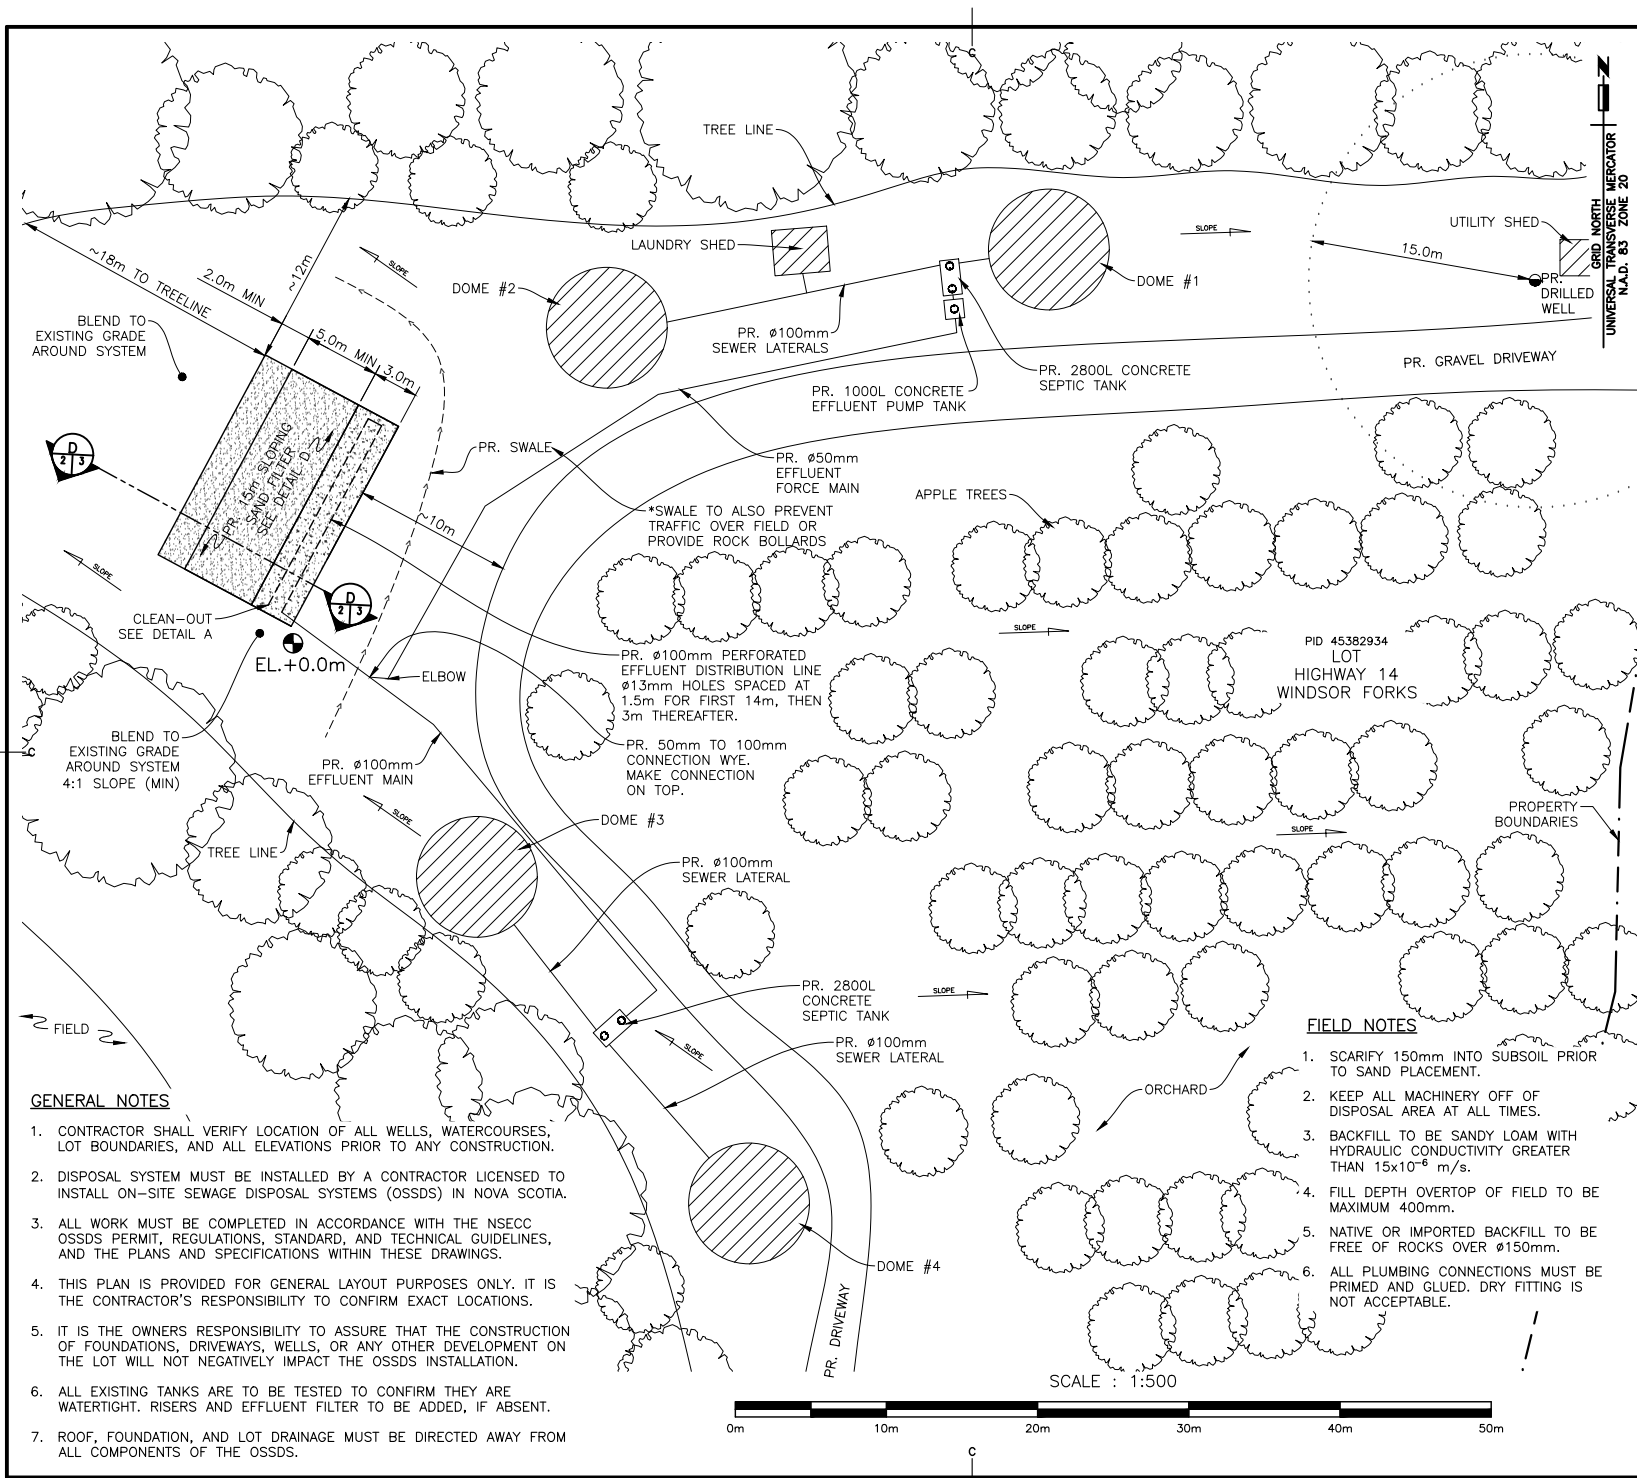 C
TREE LINE
N
GRID NORTH
UNIVERSAL TRANSVERSE MERCATOR
N.A.D. 83 ZONE 20
~18m TO TREELINE
2.0m MIN
~12m
SLOPE
5.0m MIN
3.0m
BLEND TO
EXISTING GRADE
AROUND SYSTEM
LAUNDRY SHED
DOME #2
DOME #1
SLOPE
UTILITY SHED
15.0m
PR.
DRILLED
WELL
PR. ø100mm
SEWER LATERALS
PR. 2800L CONCRETE
SEPTIC TANK
PR. 1000L CONCRETE
EFFLUENT PUMP TANK
PR. GRAVEL DRIVEWAY
D
2 3
PR. 15m SLOPING
SAND FILTER
SEE DETAIL D
PR. SWALE
PR. ø50mm
EFFLUENT
FORCE MAIN
~10m
*SWALE TO ALSO PREVENT
TRAFFIC OVER FIELD OR
PROVIDE ROCK BOLLARDS
APPLE TREES
SLOPE
D
2 3
CLEAN-OUT
SEE DETAIL A
EL.+0.0m
ELBOW
PR. ø100mm PERFORATED
EFFLUENT DISTRIBUTION LINE
ø13mm HOLES SPACED AT
1.5m FOR FIRST 14m, THEN
3m THEREAFTER.
SLOPE
PID 45382934
LOT
HIGHWAY 14
WINDSOR FORKS
C
BLEND TO
EXISTING GRADE
AROUND SYSTEM
4:1 SLOPE (MIN)
PR. ø100mm
EFFLUENT MAIN
PR. 50mm TO 100mm
CONNECTION WYE.
MAKE CONNECTION
ON TOP.
SLOPE
DOME #3
TREE LINE
PROPERTY
BOUNDARIES
SLOPE
PR. ø100mm
SEWER LATERAL
PR. 2800L
CONCRETE
SEPTIC TANK
SLOPE
FIELD
SLOPE
PR. ø100mm
SEWER LATERAL
ORCHARD
DOME #4
PR. DRIVEWAY
GENERAL NOTES
1. CONTRACTOR SHALL VERIFY LOCATION OF ALL WELLS, WATERCOURSES,
LOT BOUNDARIES, AND ALL ELEVATIONS PRIOR TO ANY CONSTRUCTION.
2. DISPOSAL SYSTEM MUST BE INSTALLED BY A CONTRACTOR LICENSED TO
INSTALL ON-SITE SEWAGE DISPOSAL SYSTEMS (OSSDS) IN NOVA SCOTIA.
3. ALL WORK MUST BE COMPLETED IN ACCORDANCE WITH THE NSECC
OSSDS PERMIT, REGULATIONS, STANDARD, AND TECHNICAL GUIDELINES,
AND THE PLANS AND SPECIFICATIONS WITHIN THESE DRAWINGS.
4. THIS PLAN IS PROVIDED FOR GENERAL LAYOUT PURPOSES ONLY. IT IS
THE CONTRACTOR'S RESPONSIBILITY TO CONFIRM EXACT LOCATIONS.
5. IT IS THE OWNERS RESPONSIBILITY TO ASSURE THAT THE CONSTRUCTION
OF FOUNDATIONS, DRIVEWAYS, WELLS, OR ANY OTHER DEVELOPMENT ON
THE LOT WILL NOT NEGATIVELY IMPACT THE OSSDS INSTALLATION.
6. ALL EXISTING TANKS ARE TO BE TESTED TO CONFIRM THEY ARE
WATERTIGHT. RISERS AND EFFLUENT FILTER TO BE ADDED, IF ABSENT.
7. ROOF, FOUNDATION, AND LOT DRAINAGE MUST BE DIRECTED AWAY FROM
ALL COMPONENTS OF THE OSSDS.
FIELD NOTES
1. SCARIFY 150mm INTO SUBSOIL PRIOR
TO SAND PLACEMENT.
2. KEEP ALL MACHINERY OFF OF
DISPOSAL AREA AT ALL TIMES.
3. BACKFILL TO BE SANDY LOAM WITH
HYDRAULIC CONDUCTIVITY GREATER
THAN 15x10⁻⁶ m/s.
4. FILL DEPTH OVERTOP OF FIELD TO BE
MAXIMUM 400mm.
5. NATIVE OR IMPORTED BACKFILL TO BE
FREE OF ROCKS OVER ø150mm.
6. ALL PLUMBING CONNECTIONS MUST BE
PRIMED AND GLUED. DRY FITTING IS
NOT ACCEPTABLE.
SCALE : 1:500
0m 10m 20m 30m 40m 50m
C